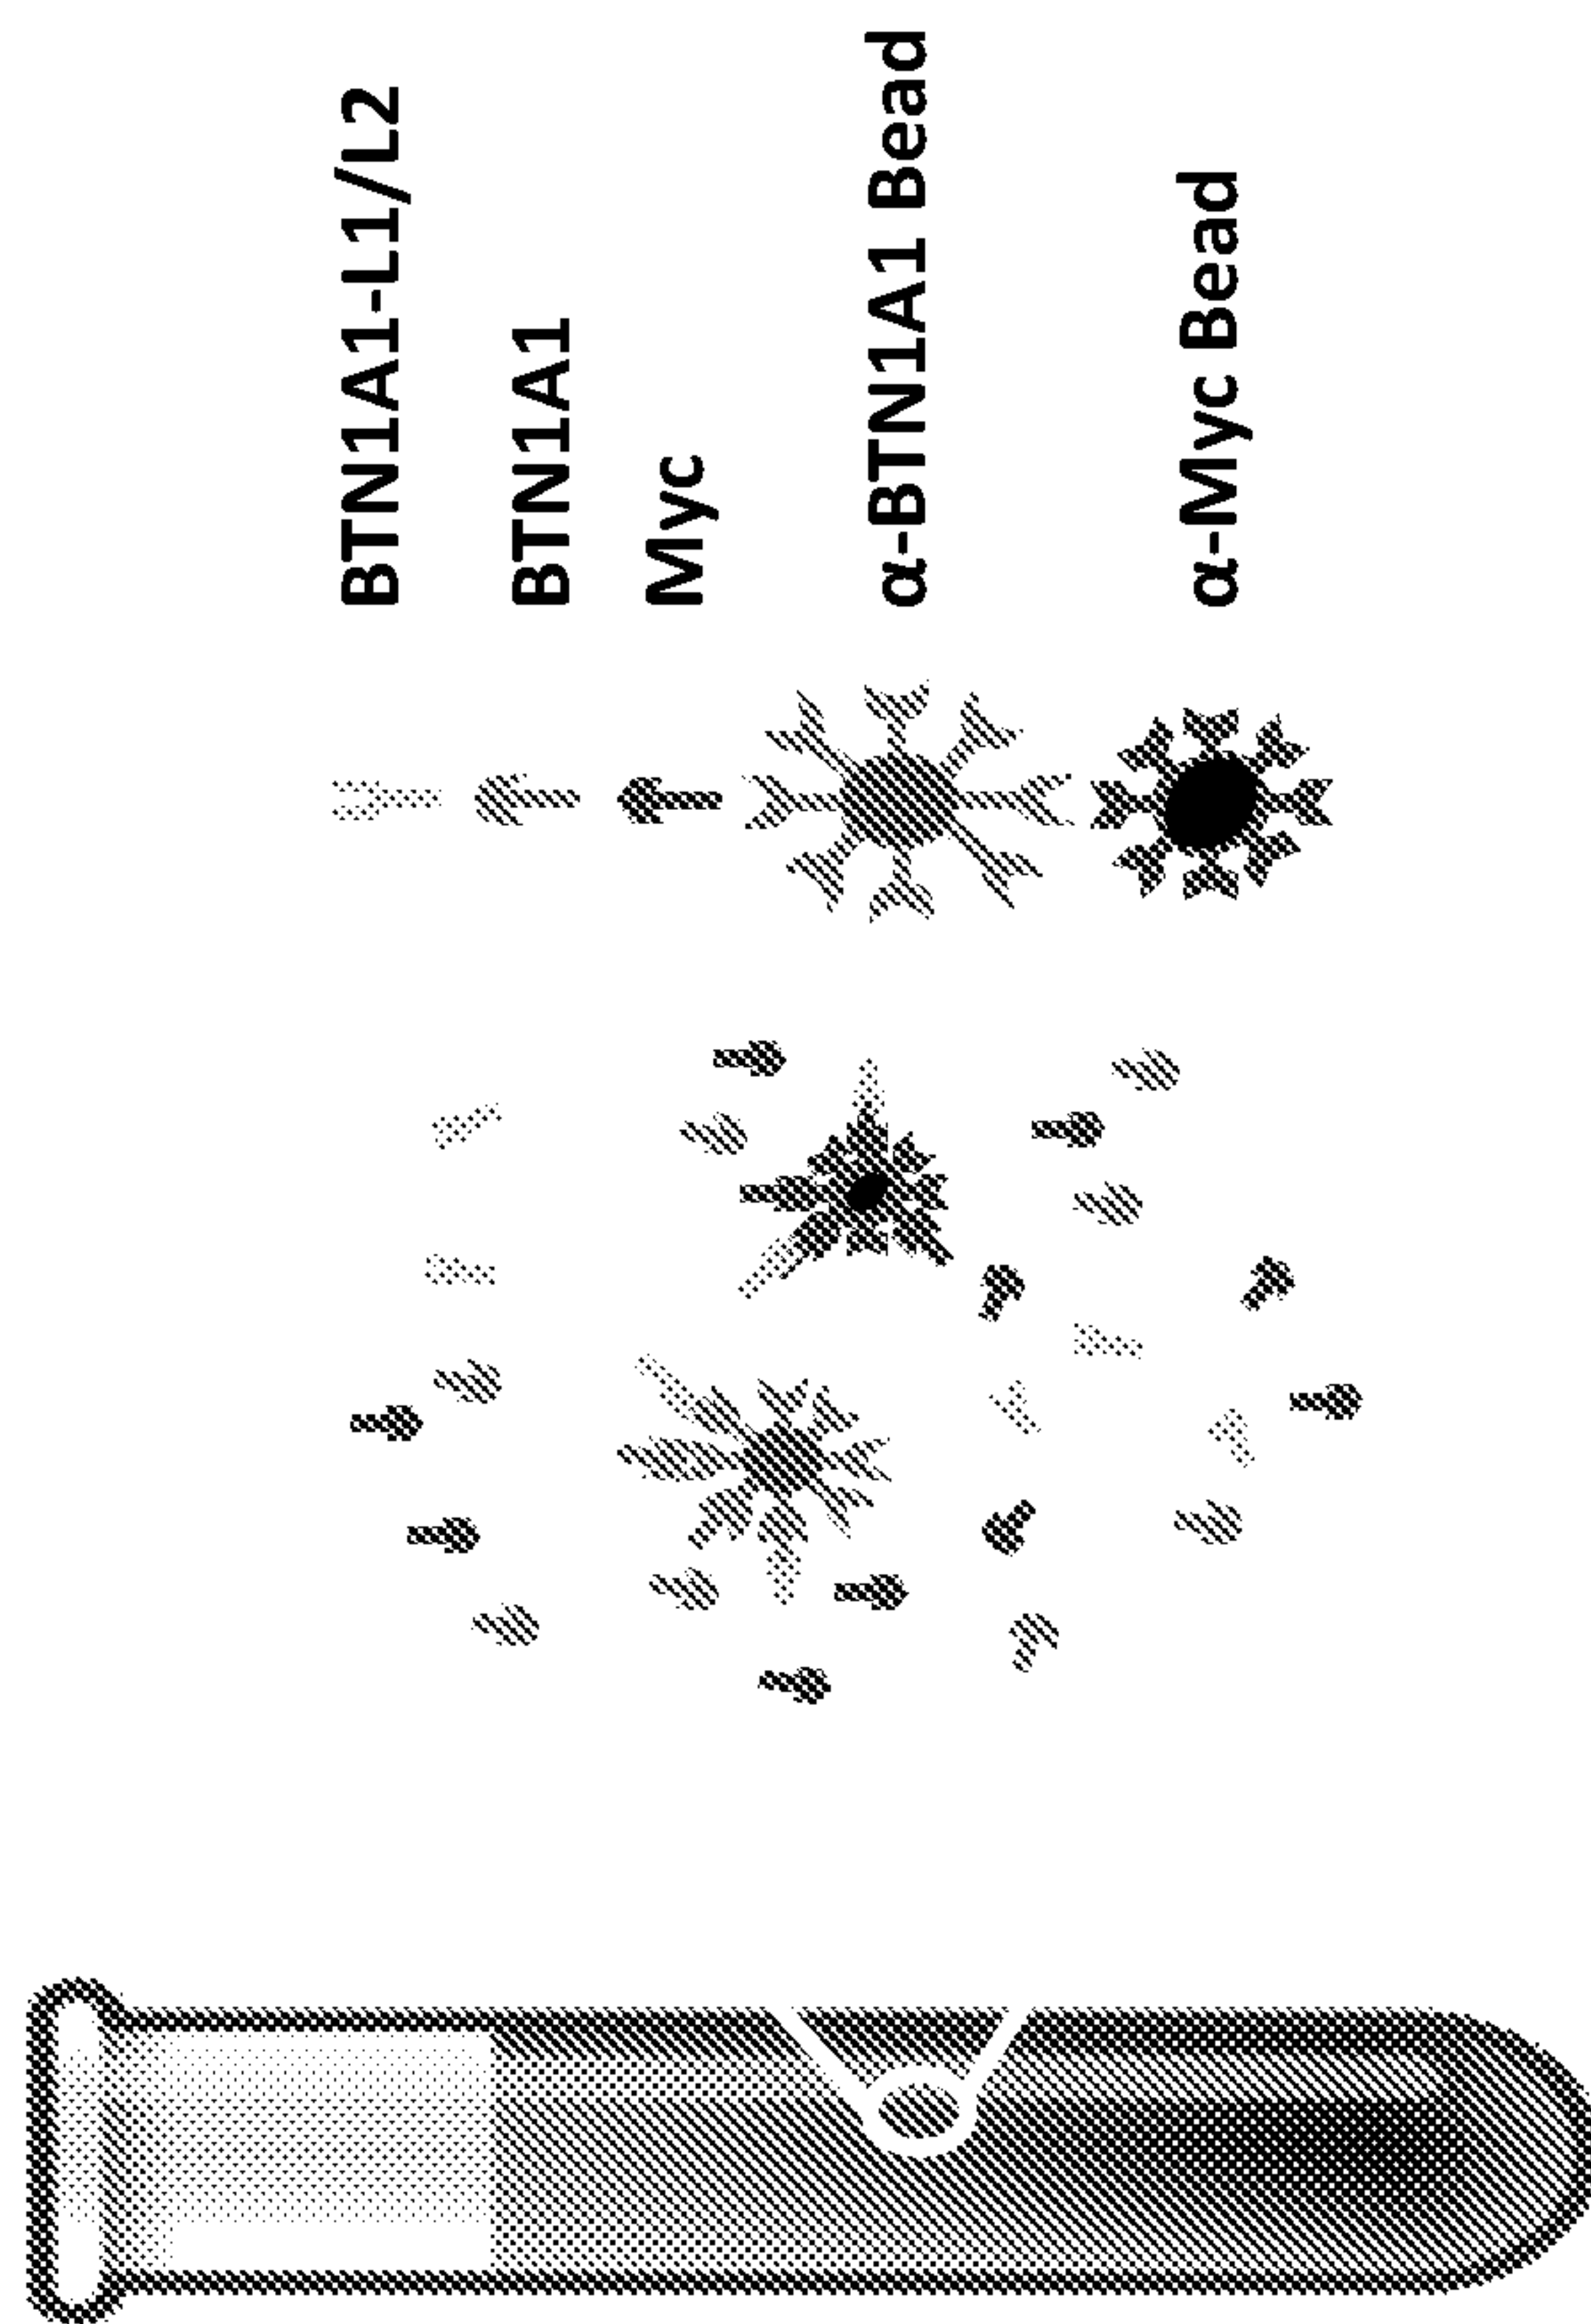 BTN1A1-L1/L2
BTN1A1
Myc
α-BTN1A1 Bead
α-Myc Bead